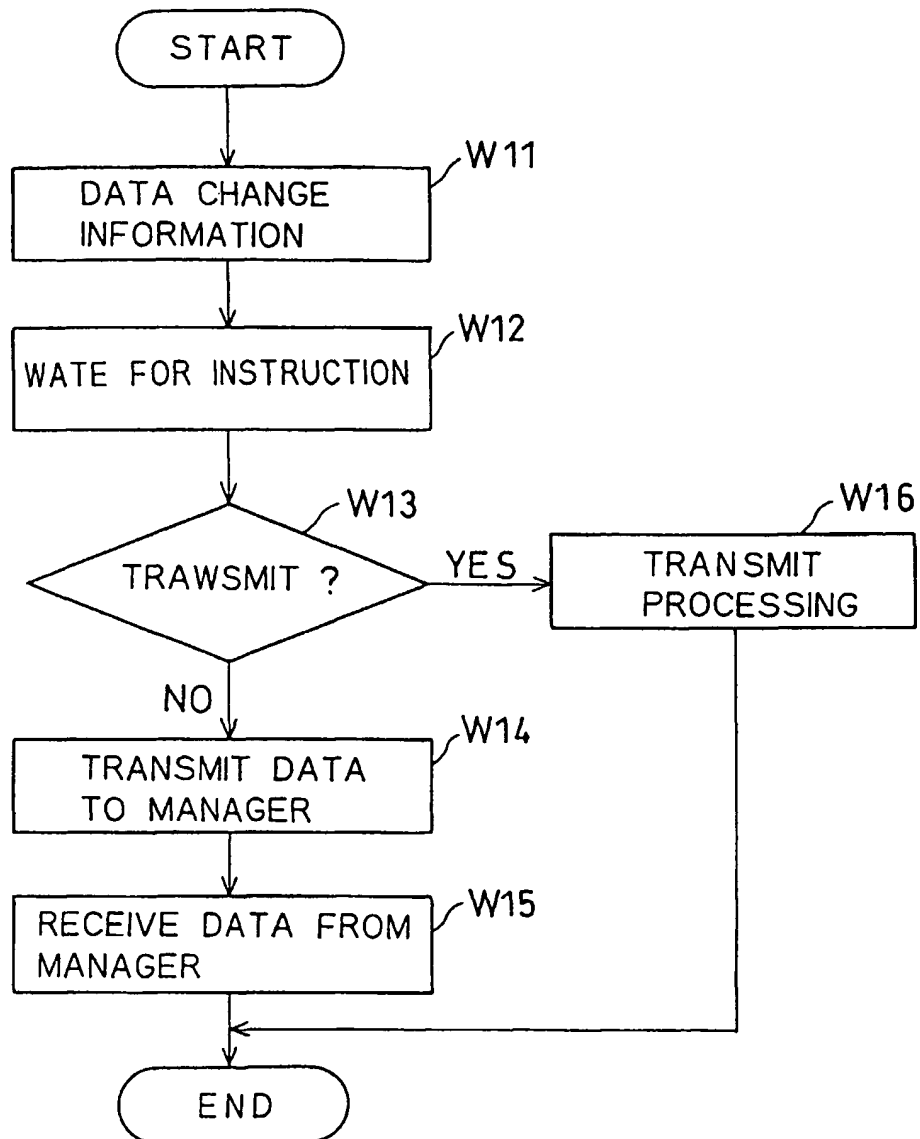 START
W11
DATA CHANGE
INFORMATION
W12
WATE FOR INSTRUCTION
W13
TRAWSMIT ?
YES
W16
TRANSMIT
PROCESSING
NO
W14
TRANSMIT DATA
TO MANAGER
W15
RECEIVE DATA FROM
MANAGER
END